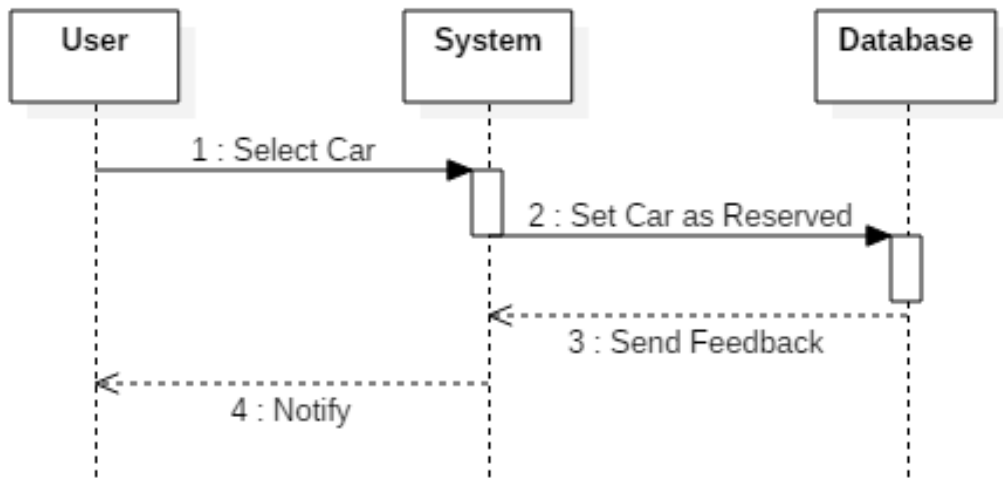 User
System
Database
1 : Select Car
2 : Set Car as Reserved
3 : Send Feedback
4 : Notify